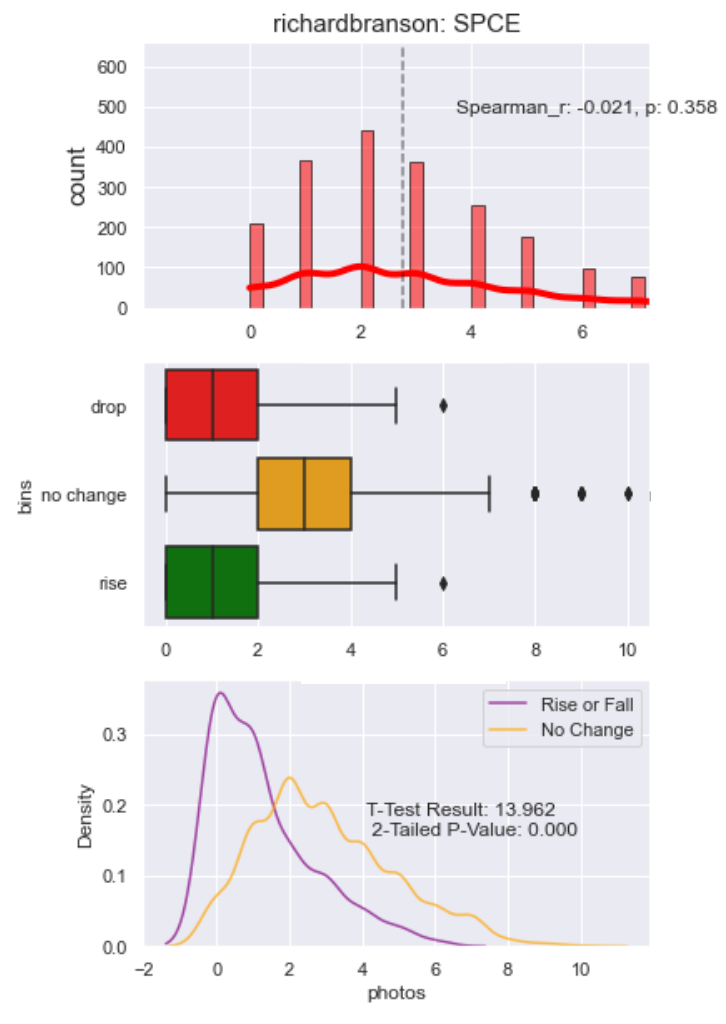 richardbranson: SPCE
600
500
400
300
200
100
0
count
Spearman_r: -0.021, p: 0.358
0 2 4 6
drop
no change
rise
bins
0 2 4 6 8 10
Rise or Fall
No Change
0.3
0.2
0.1
0.0
Density
T-Test Result: 13.962
2-Tailed P-Value: 0.000
−2 0 2 4 6 8 10
photos